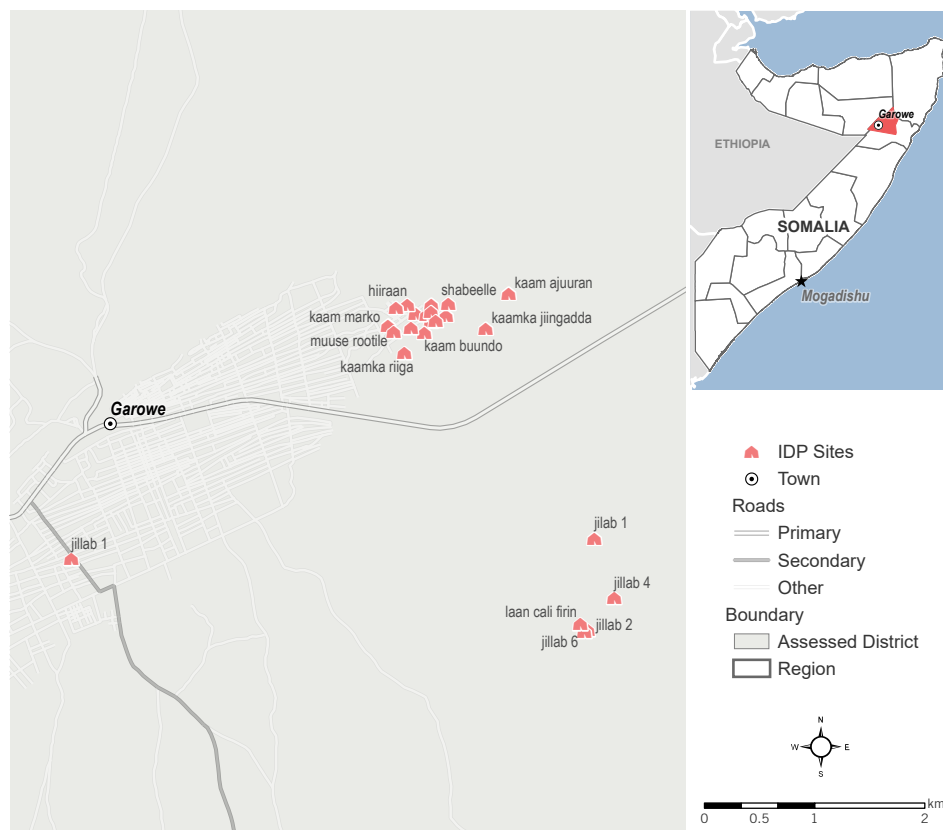 kaam ajuuran
shabeelle
hiiraan
kaam marko
kaamka jiingadda
muuse rootile
kaam buundo
kaamka riiga
Garowe
jillab 1
jilab 1
jillab 4
laan cali firin
jillab 2
jillab 6
Garowe
ETHIOPIA
SOMALIA
Mogadishu
IDP Sites
Town
Roads
Primary
Secondary
Other
Boundary
Assessed District
Region
N
W E
S
km
0 0.5 1 2